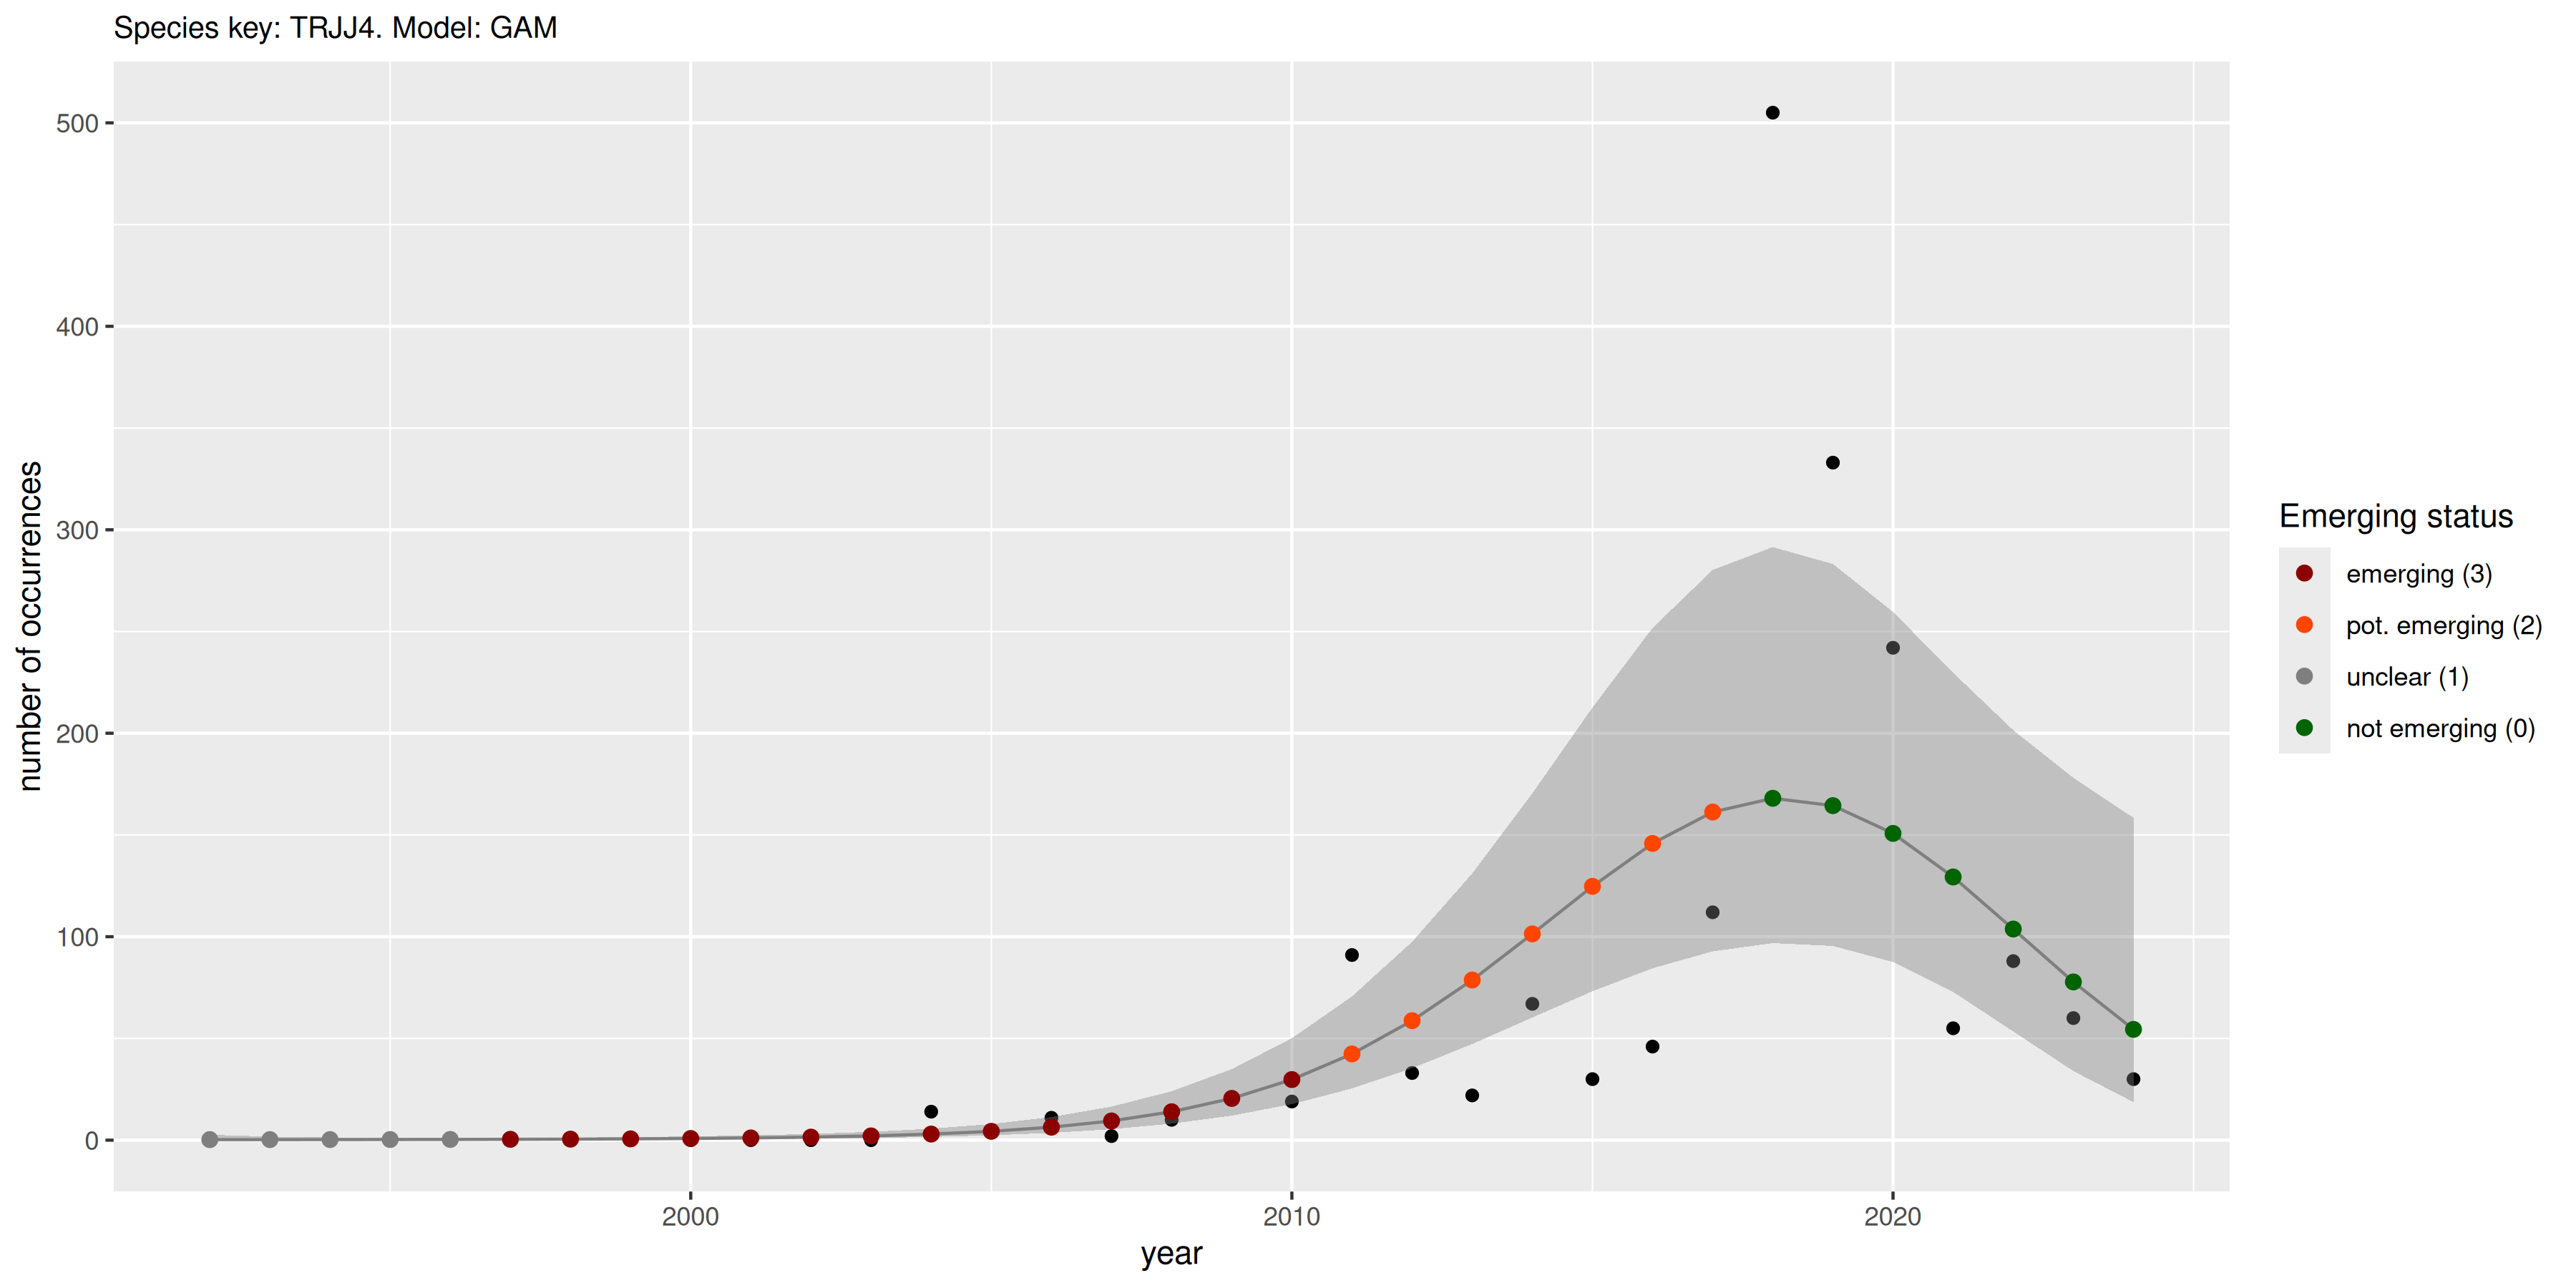 Species key: TRJJ4. Model: GAM
500
400
300
200
100
0
number of occurrences
2000
2010
2020
year
Emerging status
emerging (3)
pot. emerging (2)
unclear (1)
not emerging (0)